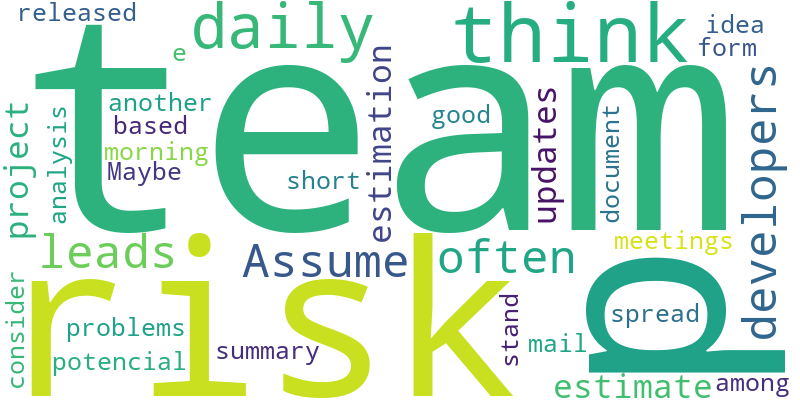 released
daily
think
idea
form
e
team
another
based
morning
Maybe
good
short
estimation
updates
document
developers
project
analysis
meetings
leads
Assume
often
risk
p
spread
consider
problems
potencial
summary
stand
mail
estimate
among